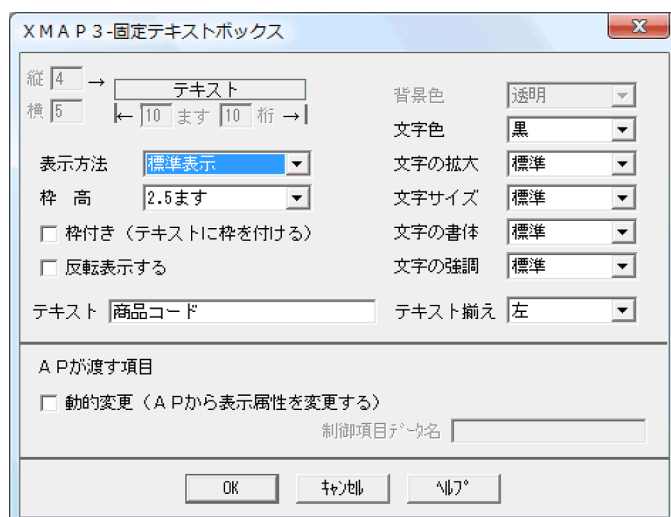 XMAP3-固定テキストボックス
縦 4 → テキスト
横 5 ← 10 ます 10 桁 →
表示方法 標準表示
枠 高 2.5ます
枠付き（テキストに枠を付ける）
反転表示する
テキスト 商品コード
背景色 透明
文字色 黒
文字の拡大 標準
文字サイズ 標準
文字の書体 標準
文字の強調 標準
テキスト揃え 左
APが渡す項目
動的変更（APから表示属性を変更する）
制御項目ﾃﾞｰﾀ名
OK ｷｬﾝｾﾙ ﾍﾙﾌﾟ